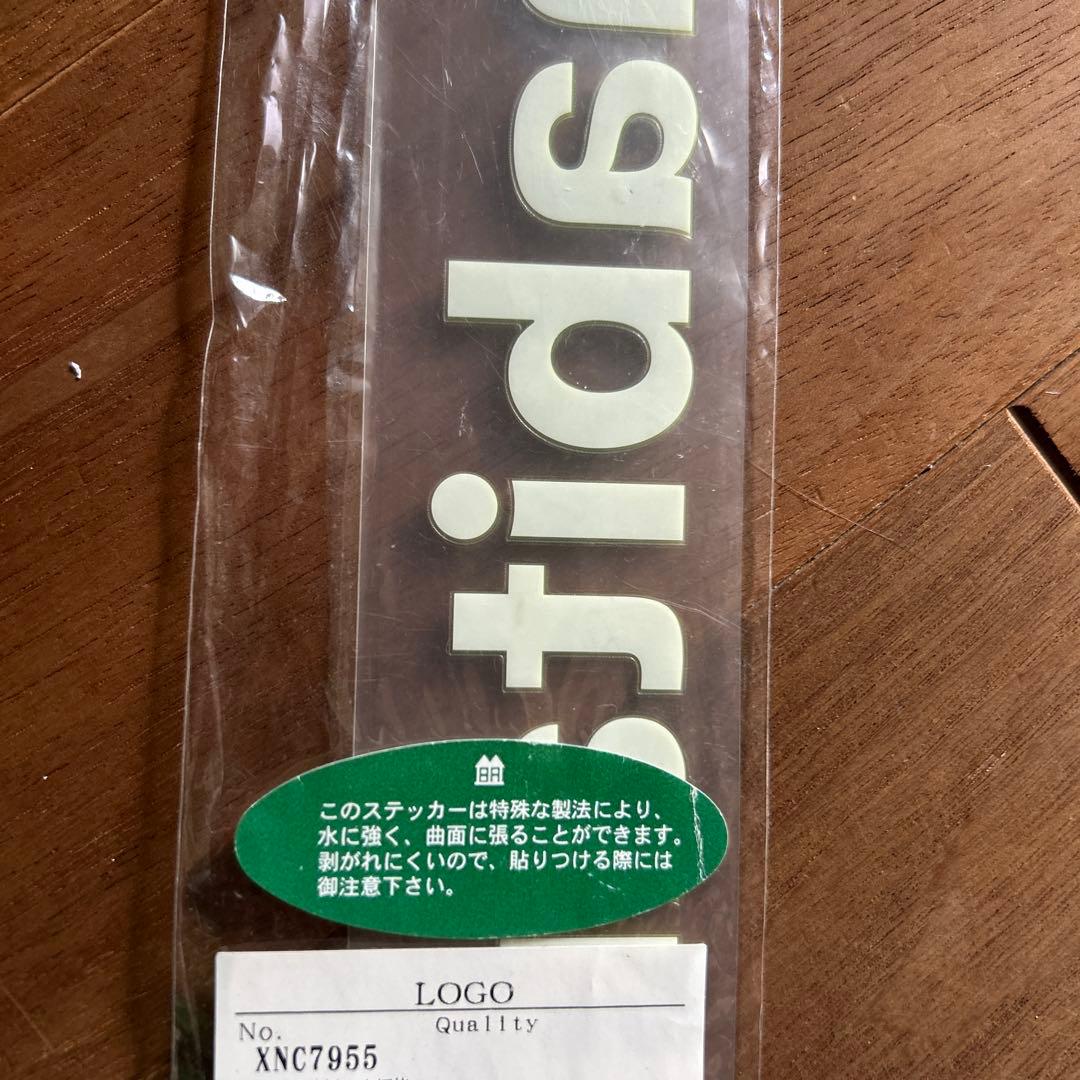 abit
BA
このステッカーは特殊な製法により、
水に強く、曲面に張ることができます。
剥がれにくいので、貼りつける際には
御注意下さい。
LOGO
Quality
No.
XNC7955